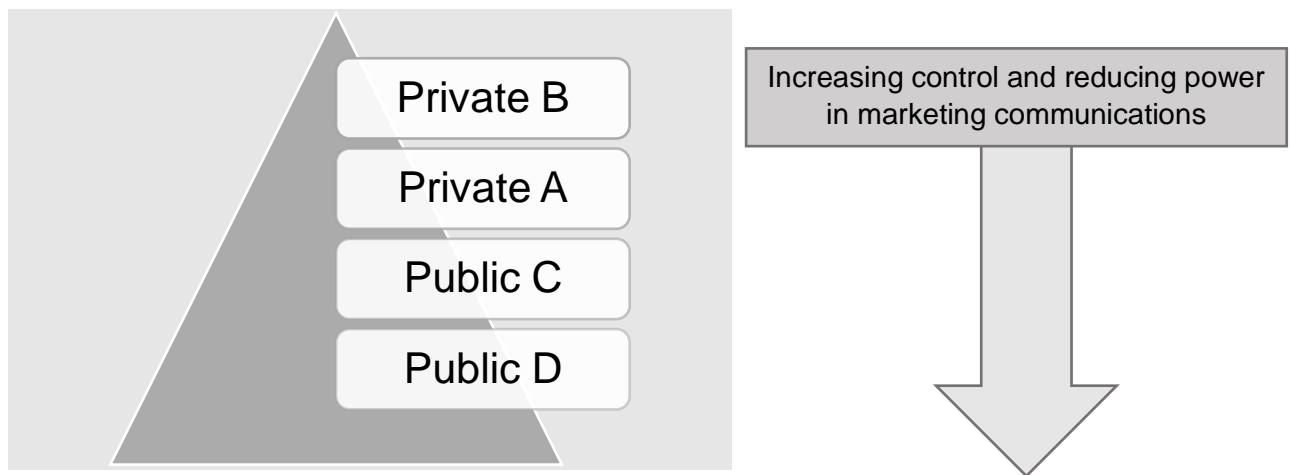 Private B
Private A
Public C
Public D
Increasing control and reducing power
in marketing communications